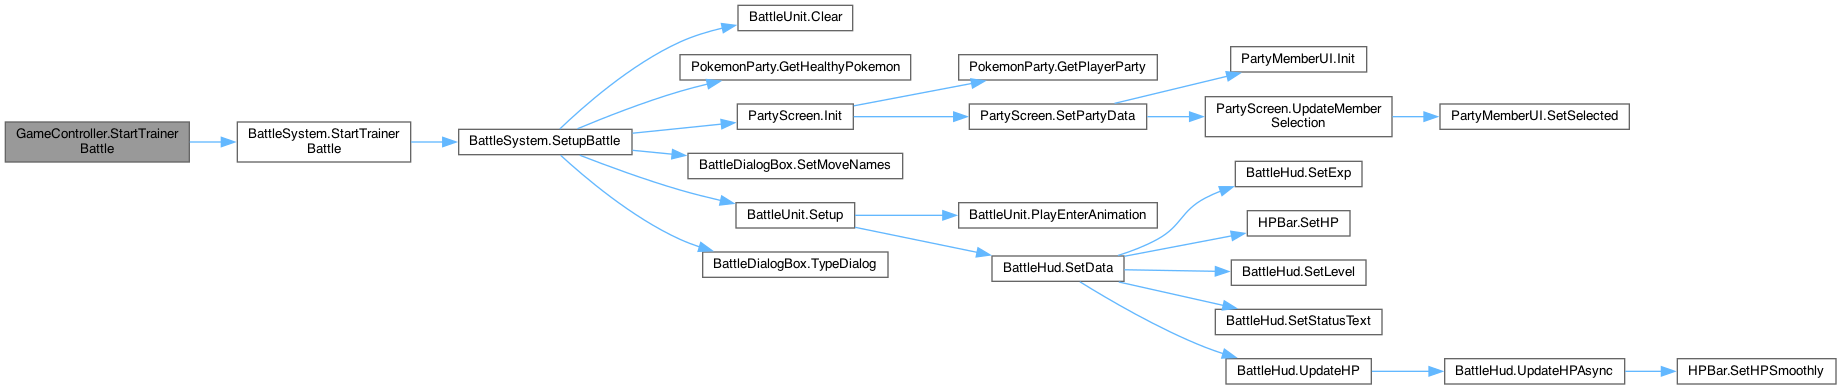 GameController.StartTrainer
Battle
BattleSystem.StartTrainer
Battle
BattleSystem.SetupBattle
BattleUnit.Clear
PokemonParty.GetHealthyPokemon
PartyScreen.Init
BattleDialogBox.SetMoveNames
BattleUnit.Setup
BattleDialogBox.TypeDialog
PokemonParty.GetPlayerParty
PartyScreen.SetPartyData
BattleUnit.PlayEnterAnimation
BattleHud.SetData
PartyMemberUI.Init
PartyScreen.UpdateMember
Selection
BattleHud.SetExp
HPBar.SetHP
BattleHud.SetLevel
BattleHud.SetStatusText
BattleHud.UpdateHP
PartyMemberUI.SetSelected
BattleHud.UpdateHPAsync
HPBar.SetHPSmoothly